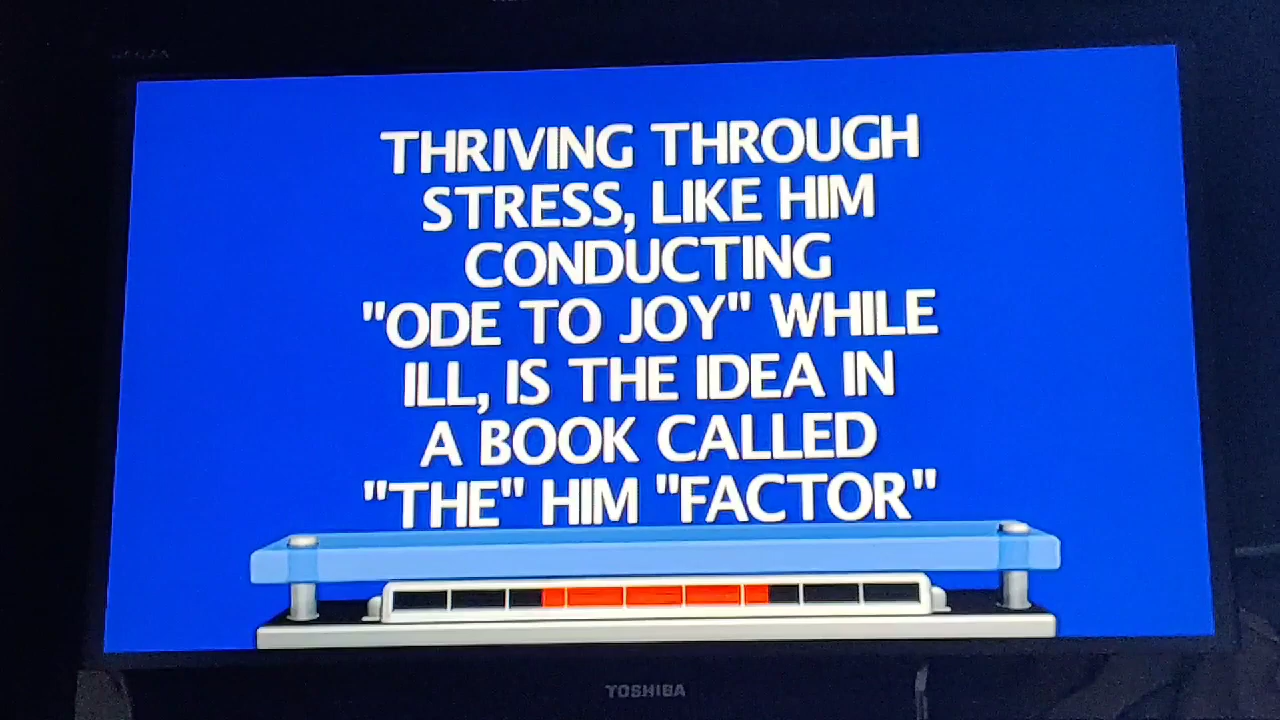 THRIVING THROUGH
STRESS, LIKE HIM
CONDUCTING
"ODE TO JOY" WHILE
ILL, IS THE IDEA IN
A BOOK CALLED
"THE" HIM "FACTOR"
TOSHIBA